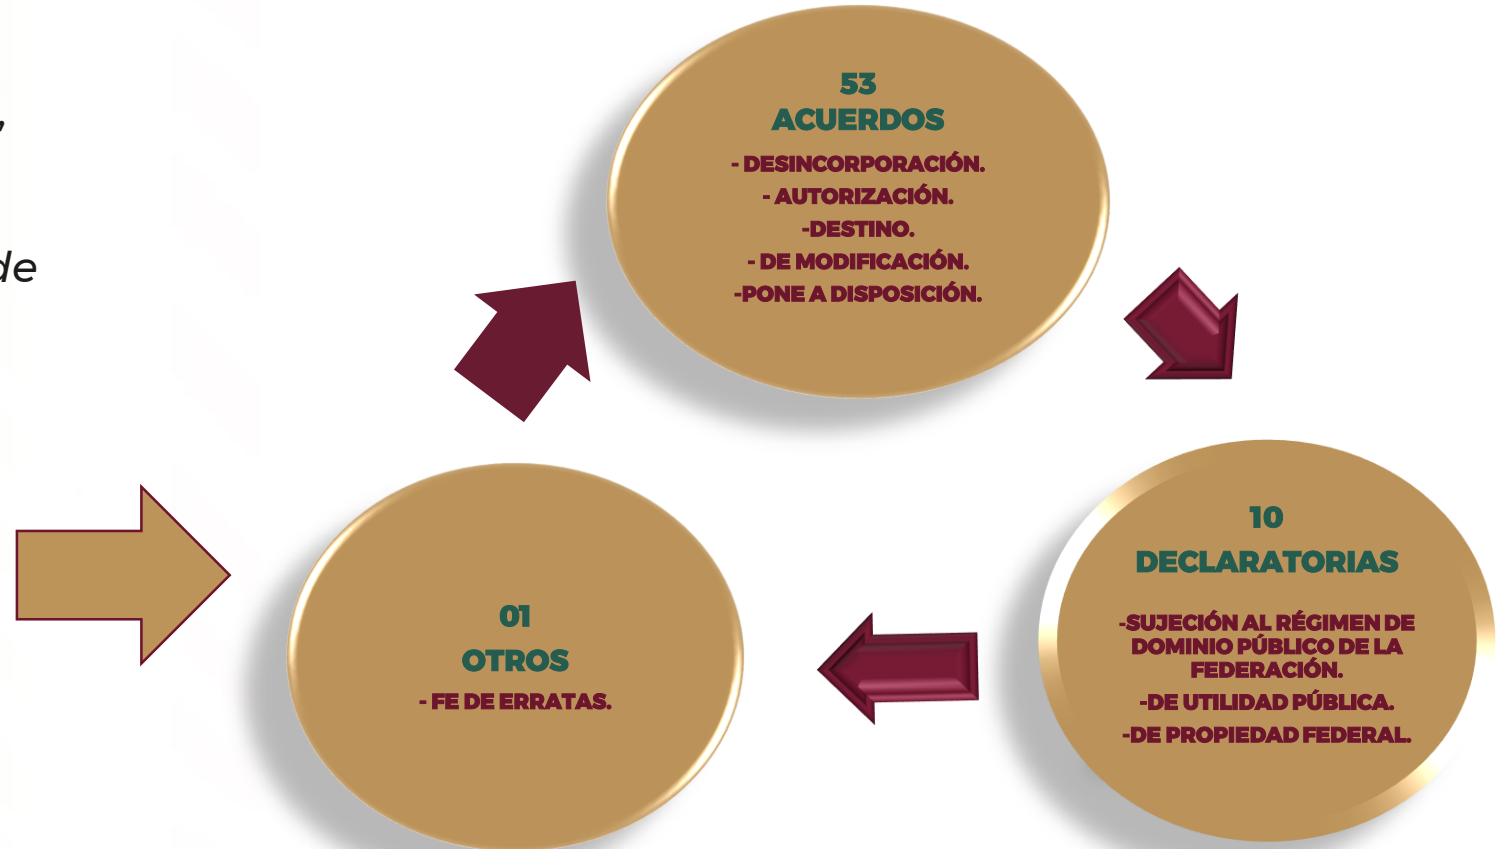 ”
de
53
ACUERDOS
- DESINCORPORACIÓN.
- AUTORIZACIÓN.
-DESTINO.
- DE MODIFICACIÓN.
-PONE A DISPOSICIÓN.
10
DECLARATORIAS
-SUJECIÓN AL RÉGIMEN DE
DOMINIO PÚBLICO DE LA
FEDERACIÓN.
-DE UTILIDAD PÚBLICA.
-DE PROPIEDAD FEDERAL.
01
OTROS
- FE DE ERRATAS.